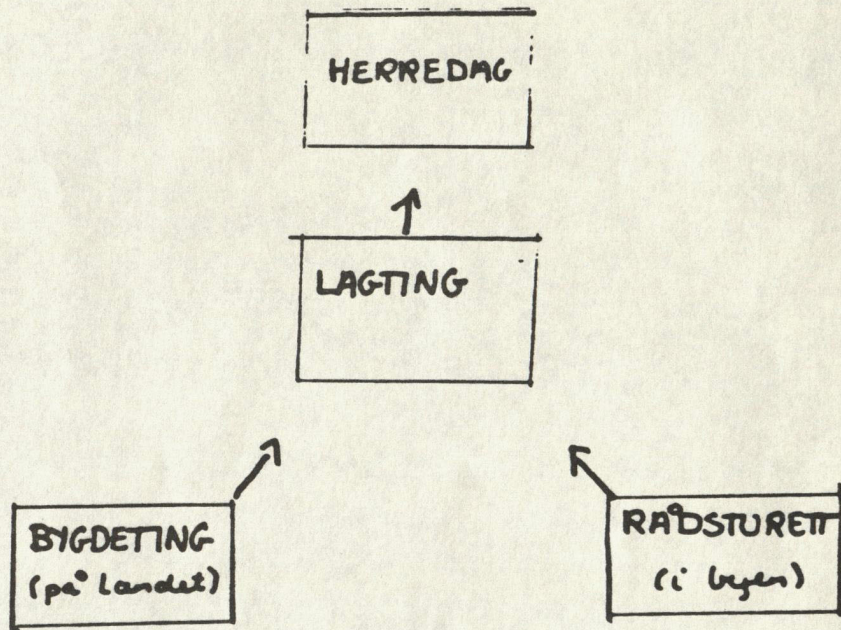 HERREDAG
LAGTING
BYGDETING
(på landet)
RÅDSTURETT
(i byen)